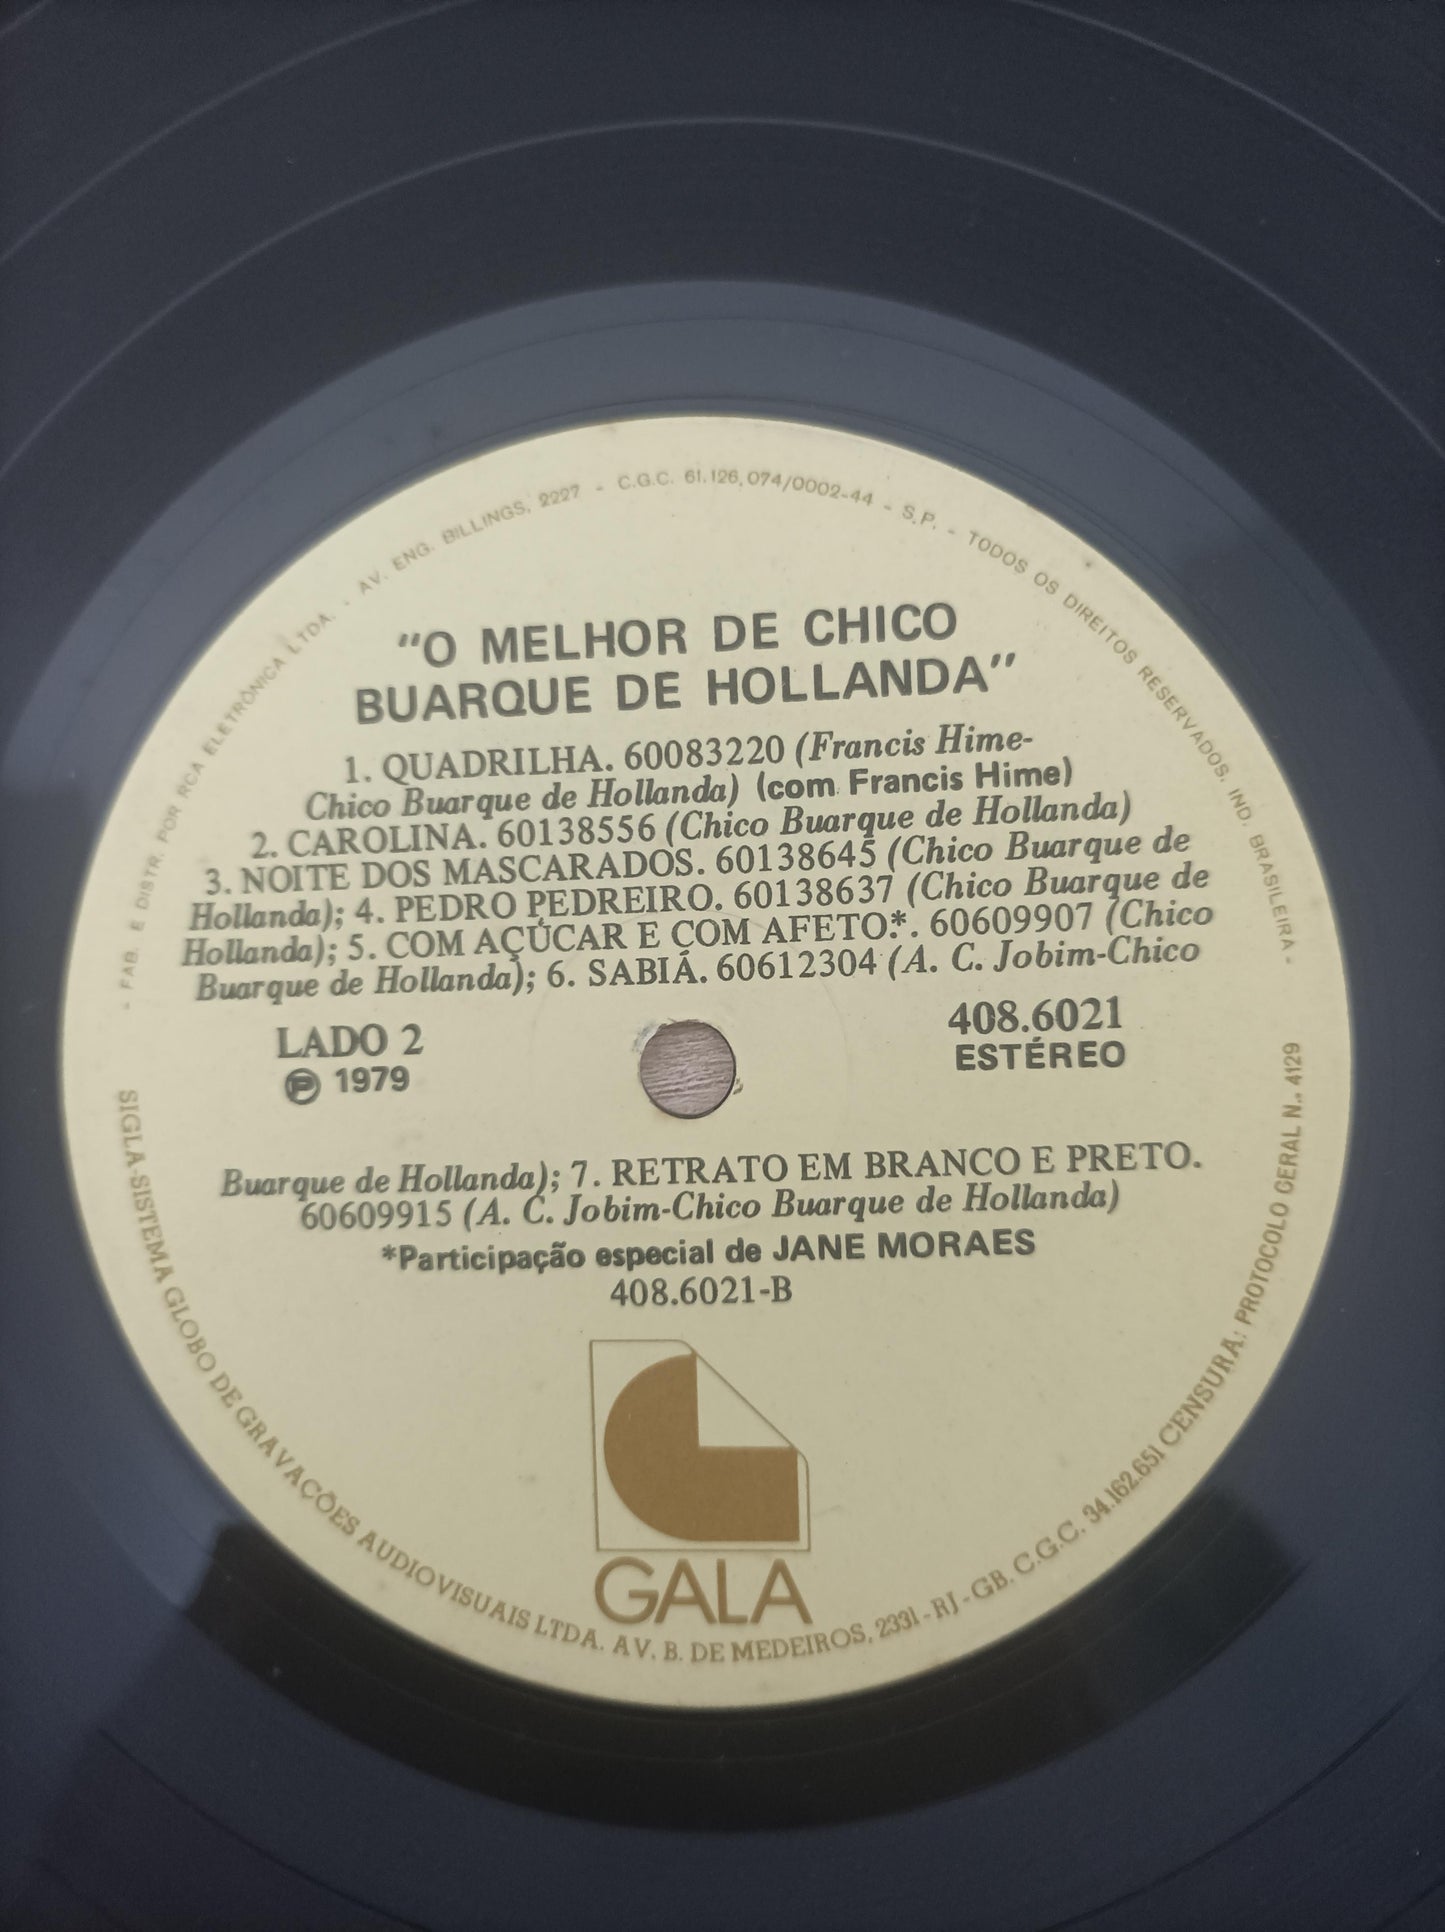 - FAB. E DISTR. POR RCA ELETRÔNICA LTDA. - AV. ENG. BILLINGS, 2227 - C.G.C. 61.126.074/0002-44 - S.P. - TODOS OS DIREITOS RESERVADOS. IND. BRASILEIRA -
"O MELHOR DE CHICO
BUARQUE DE HOLLANDA"
1. QUADRILHA. 60083220 (Francis Hime-
Chico Buarque de Hollanda) (com Francis Hime)
2. CAROLINA. 60138556 (Chico Buarque de Hollanda)
3. NOITE DOS MASCARADOS. 60138645 (Chico Buarque de
Hollanda); 4. PEDRO PEDREIRO. 60138637 (Chico Buarque de
Hollanda); 5. COM AÇÚCAR E COM AFETO*. 60609907 (Chico
Buarque de Hollanda); 6. SABIÁ. 60612304 (A. C. Jobim-Chico
LADO 2
℗ 1979
408.6021
ESTÉREO
Buarque de Hollanda); 7. RETRATO EM BRANCO E PRETO.
60609915 (A. C. Jobim-Chico Buarque de Hollanda)
*Participação especial de JANE MORAES
408.6021-B
GALA
SIGLA-SISTEMA GLOBO DE GRAVAÇÕES AUDIOVISUAIS LTDA. AV. B. DE MEDEIROS, 2331-RJ-GB. C.G.C. 34.162.651 CENSURA: PROTOCOLO GERAL N.. 4129